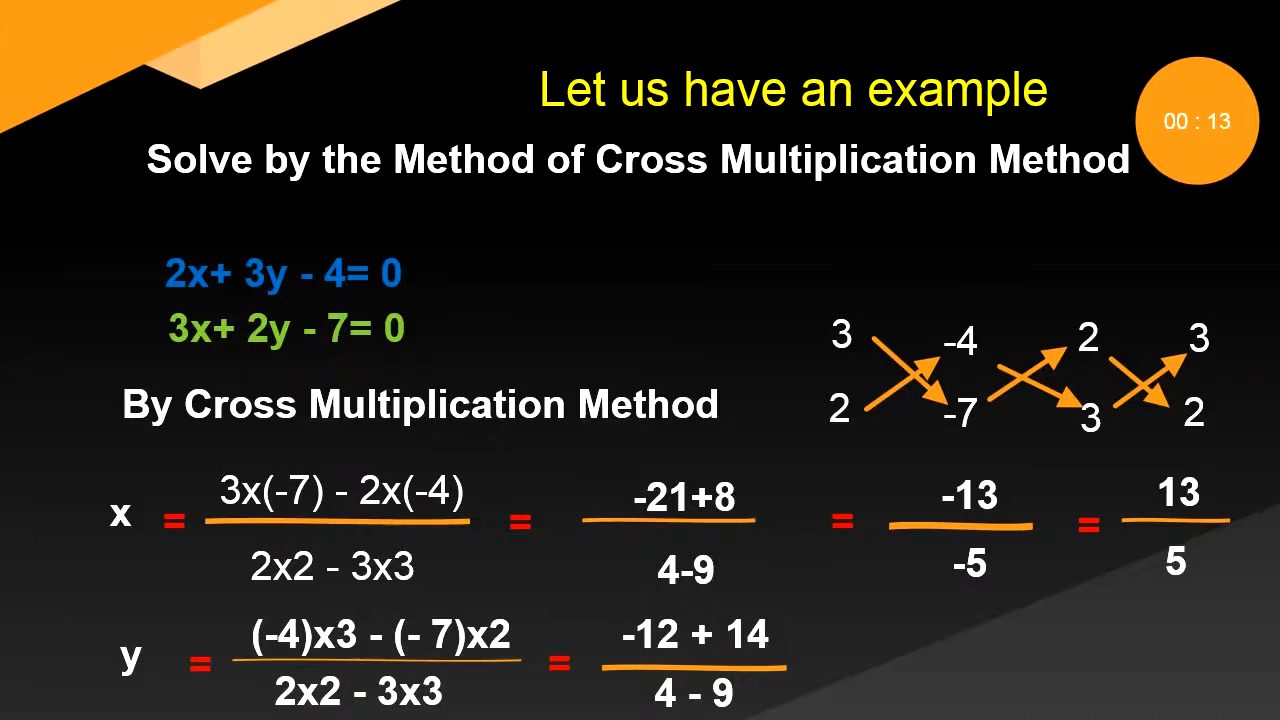 Let us have an example
00 : 13
Solve by the Method of Cross Multiplication Method
2x+ 3y - 4= 0
3x+ 2y - 7= 0
3 -4 2 3
2 -7 3 2
By Cross Multiplication Method
3x(-7) - 2x(-4) -21+8 -13 13
x = = = =
2x2 - 3x3 4-9 -5 5
(-4)x3 - (- 7)x2 -12 + 14
y = =
2x2 - 3x3 4 - 9